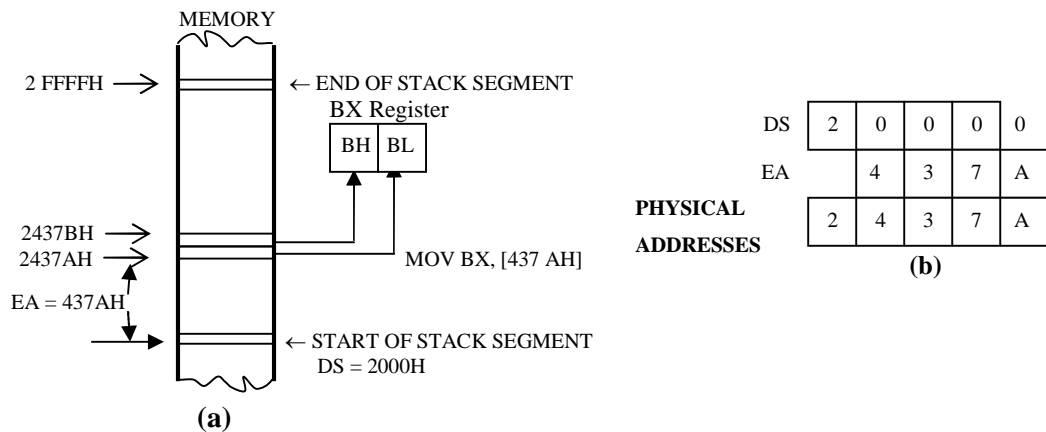 MEMORY
2 FFFFH
← END OF STACK SEGMENT
BX Register
BH BL
2437BH
2437AH
MOV BX, [437 AH]
EA = 437AH
← START OF STACK SEGMENT
DS = 2000H
(a)
DS 2 0 0 0 0
EA 4 3 7 A
PHYSICAL
ADDRESSES
2 4 3 7 A
(b)